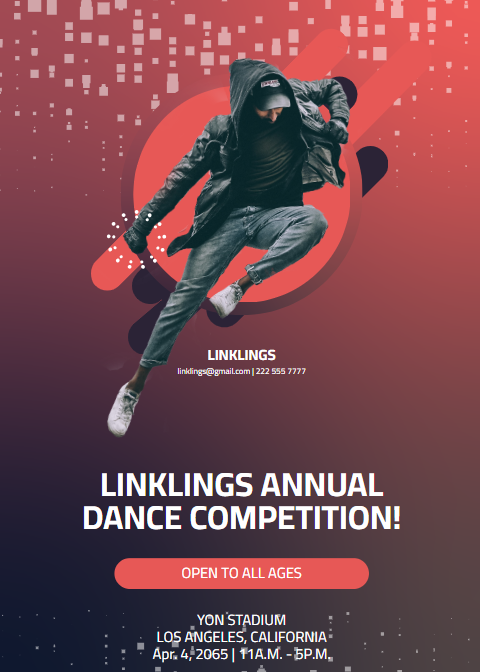 LINKLINGS
linklings@gmail.com | 222 555 7777
LINKLINGS ANNUAL
DANCE COMPETITION!
OPEN TO ALL AGES
YON STADIUM
LOS ANGELES, CALIFORNIA
Apr. 4, 2065 | 11A.M. - 5P.M.